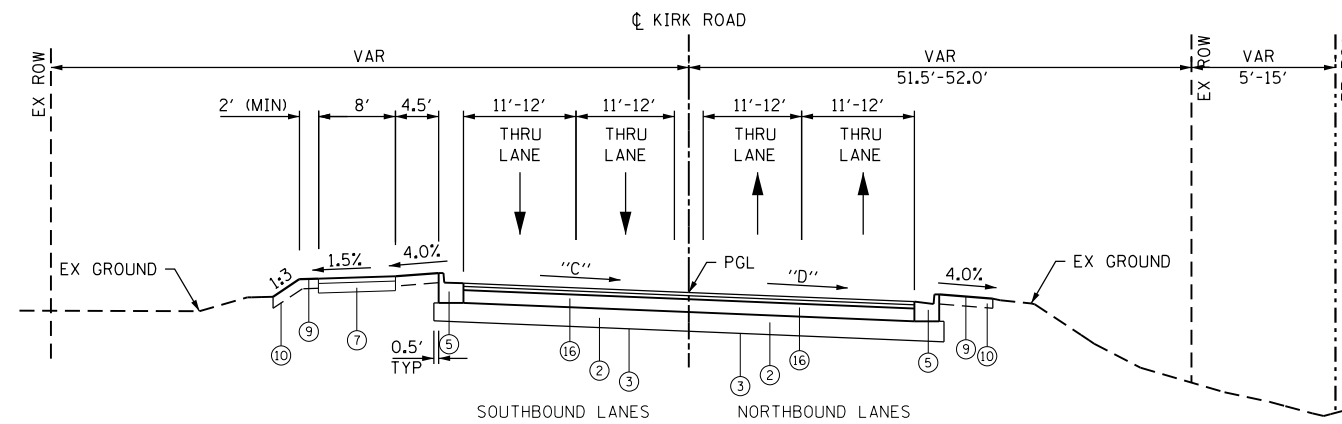 ℄ KIRK ROAD
EX ROW
VAR
VAR
51.5'-52.0'
EX ROW
VAR
5'-15'
2' (MIN)
8'
4.5'
11'-12'
11'-12'
11'-12'
11'-12'
THRU
LANE
THRU
LANE
THRU
LANE
THRU
LANE
EX GROUND
1:3
1.5%
4.0%
"C"
PGL
"D"
4.0%
EX GROUND
10
9
7
0.5'
TYP
5
16
2
3
3
2
16
5
9
10
SOUTHBOUND LANES
NORTHBOUND LANES